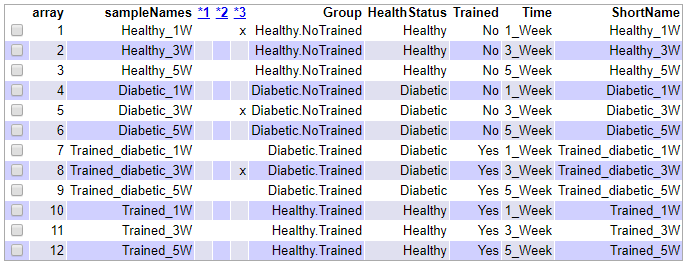 array sampleNames *1 *2 *3 Group HealthStatus Trained Time ShortName
1 Healthy_1W x Healthy.NoTrained Healthy No 1_Week Healthy_1W
2 Healthy_3W Healthy.NoTrained Healthy No 3_Week Healthy_3W
3 Healthy_5W Healthy.NoTrained Healthy No 5_Week Healthy_5W
4 Diabetic_1W Diabetic.NoTrained Diabetic No 1_Week Diabetic_1W
5 Diabetic_3W x Diabetic.NoTrained Diabetic No 3_Week Diabetic_3W
6 Diabetic_5W Diabetic.NoTrained Diabetic No 5_Week Diabetic_5W
7 Trained_diabetic_1W Diabetic.Trained Diabetic Yes 1_Week Trained_diabetic_1W
8 Trained_diabetic_3W x Diabetic.Trained Diabetic Yes 3_Week Trained_diabetic_3W
9 Trained_diabetic_5W Diabetic.Trained Diabetic Yes 5_Week Trained_diabetic_5W
10 Trained_1W Healthy.Trained Healthy Yes 1_Week Trained_1W
11 Trained_3W Healthy.Trained Healthy Yes 3_Week Trained_3W
12 Trained_5W Healthy.Trained Healthy Yes 5_Week Trained_5W